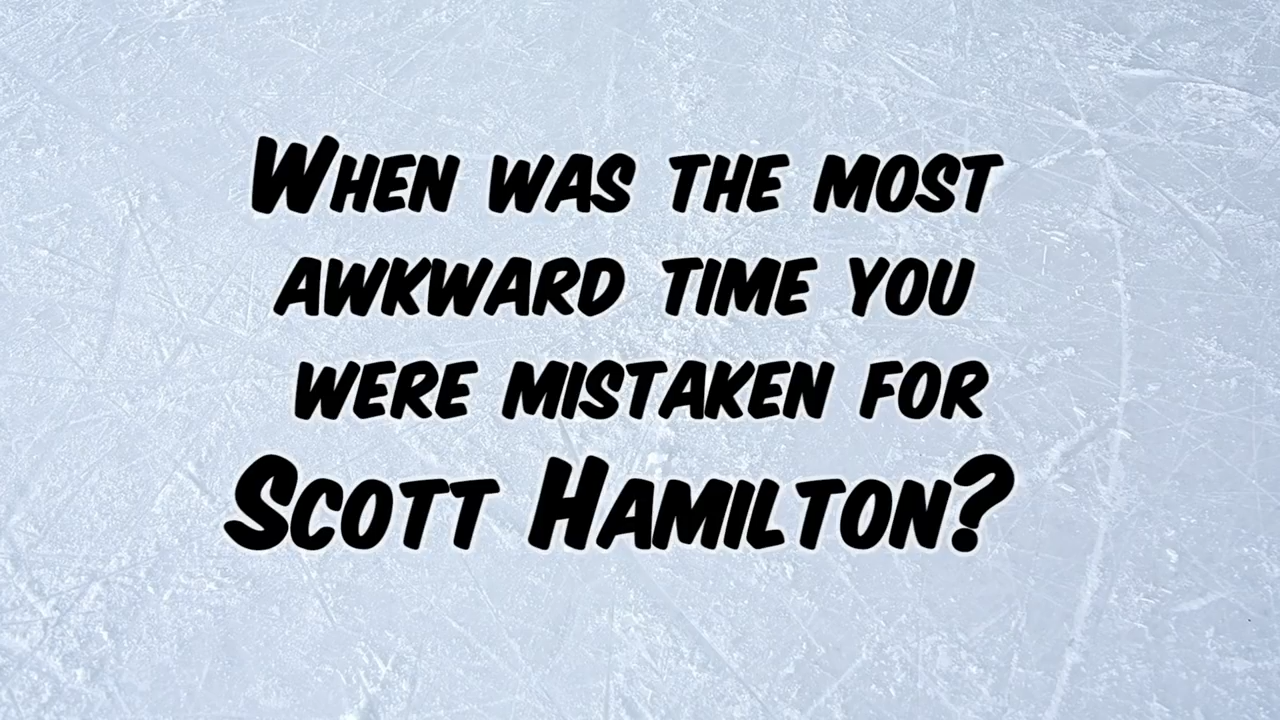 When was the most
awkward time you
were mistaken for
Scott Hamilton?